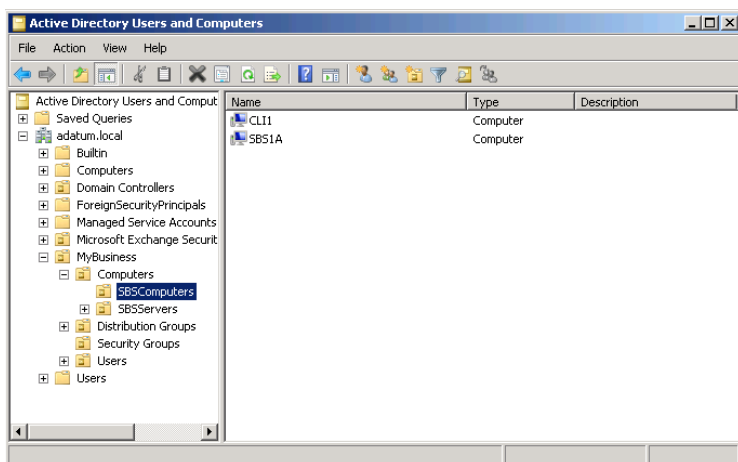 Active Directory Users and Computers
File Action View Help
Active Directory Users and Comput
Saved Queries
adatum.local
Builtin
Computers
Domain Controllers
ForeignSecurityPrincipals
Managed Service Accounts
Microsoft Exchange Securit
MyBusiness
Computers
SBSComputers
SBSServers
Distribution Groups
Security Groups
Users
Users
Name Type Description
CLI1 Computer
SBS1A Computer